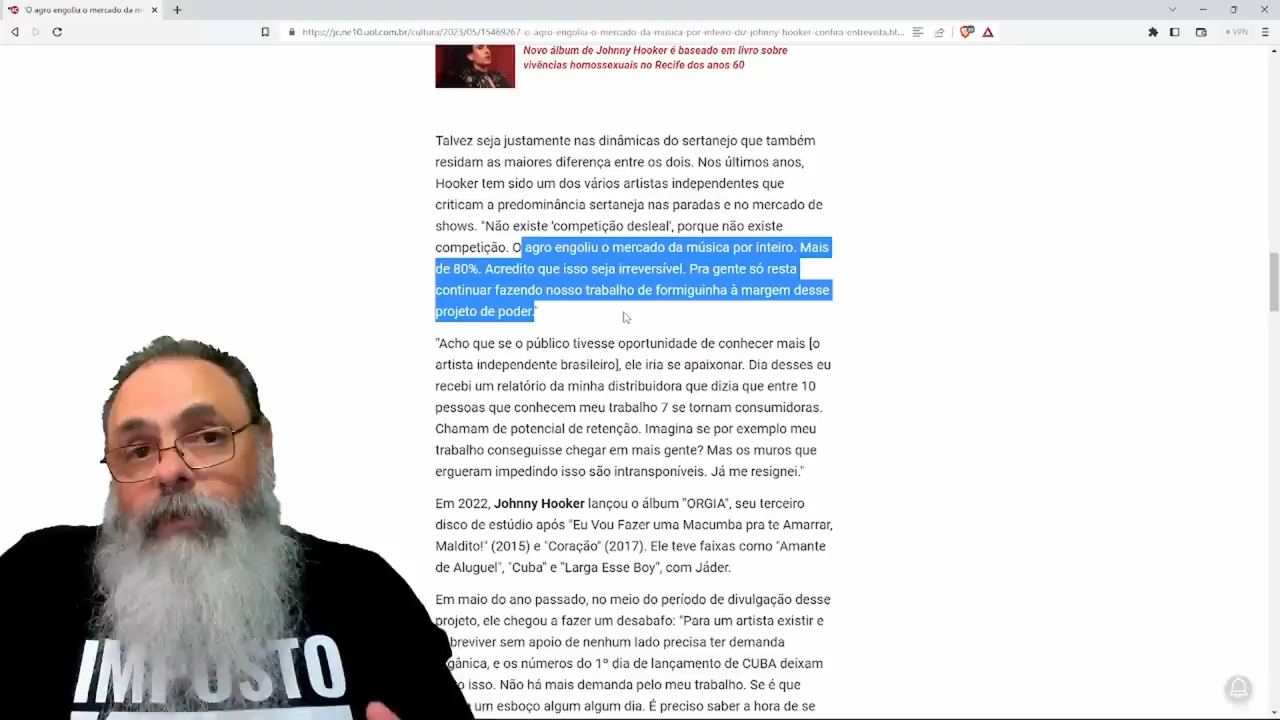 'O agro engoliu o mercado da m
https://jc.ne10.uol.com.br/cultura/2023/05/15469267-o-agro-engoliu-o-mercado-da-musica-por-inteiro-diz-johnny-hooker-confira-entrevista.ht...
VPN
Novo álbum de Johnny Hooker é baseado em livro sobre
vivências homossexuais no Recife dos anos 60
Talvez seja justamente nas dinâmicas do sertanejo que também
residam as maiores diferença entre os dois. Nos últimos anos,
Hooker tem sido um dos vários artistas independentes que
criticam a predominância sertaneja nas paradas e no mercado de
shows. "Não existe 'competição desleal', porque não existe
competição. O agro engoliu o mercado da música por inteiro. Mais
de 80%. Acredito que isso seja irreversível. Pra gente só resta
continuar fazendo nosso trabalho de formiguinha à margem desse
projeto de poder."
"Acho que se o público tivesse oportunidade de conhecer mais [o
artista independente brasileiro], ele iria se apaixonar. Dia desses eu
recebi um relatório da minha distribuidora que dizia que entre 10
pessoas que conhecem meu trabalho 7 se tornam consumidoras.
Chamam de potencial de retenção. Imagina se por exemplo meu
trabalho conseguisse chegar em mais gente? Mas os muros que
ergueram impedindo isso são intransponíveis. Já me resignei."
Em 2022, Johnny Hooker lançou o álbum "ORGIA", seu terceiro
disco de estúdio após "Eu Vou Fazer uma Macumba pra te Amarrar,
Maldito!" (2015) e "Coração" (2017). Ele teve faixas como "Amante
de Aluguel", "Cuba" e "Larga Esse Boy", com Jáder.
Em maio do ano passado, no meio do período de divulgação desse
projeto, ele chegou a fazer um desabafo: "Para um artista existir e
breviver sem apoio de nenhum lado precisa ter demanda
gânica, e os números do 1º dia de lançamento de CUBA deixam
o isso. Não há mais demanda pelo meu trabalho. Se é que
um esboço algum algum dia. É preciso saber a hora de se
IMPOSTO